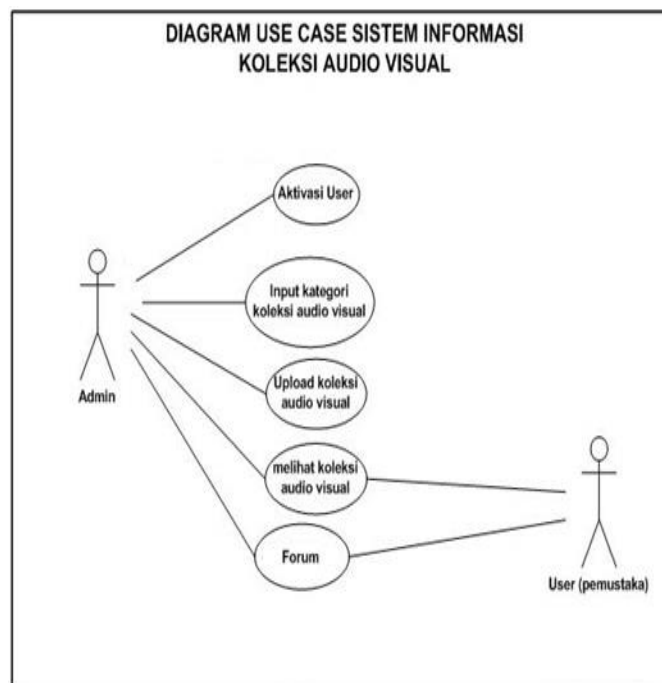 DIAGRAM USE CASE SISTEM INFORMASI
KOLEKSI AUDIO VISUAL
Aktivasi User
Input kategori
koleksi audio visual
Upload koleksi
audio visual
Admin
melihat koleksi
audio visual
Forum
User (pemustaka)